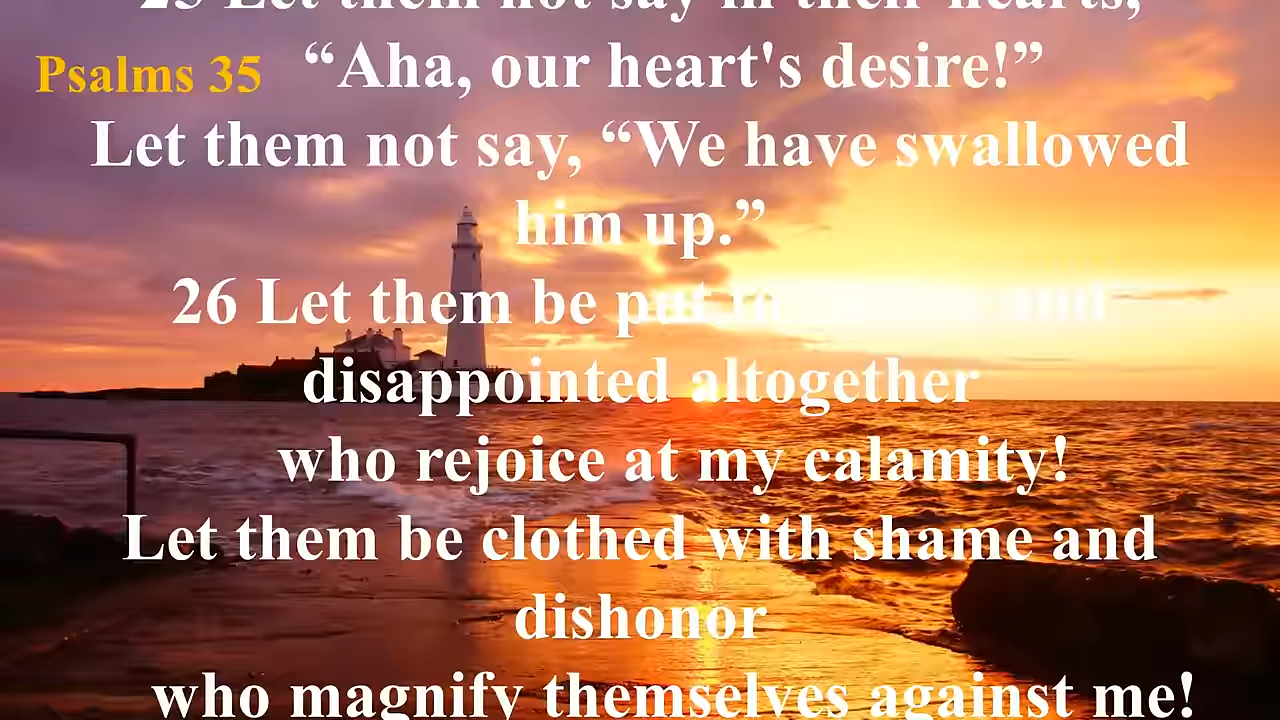 25 Let them not say in their hearts,
Psalms 35
“Aha, our heart's desire!”
Let them not say, “We have swallowed
him up.”
26 Let them be put to and
disappointed altogether
who rejoice at my calamity!
Let them be clothed with shame and
dishonor
who magnify themselves against me!